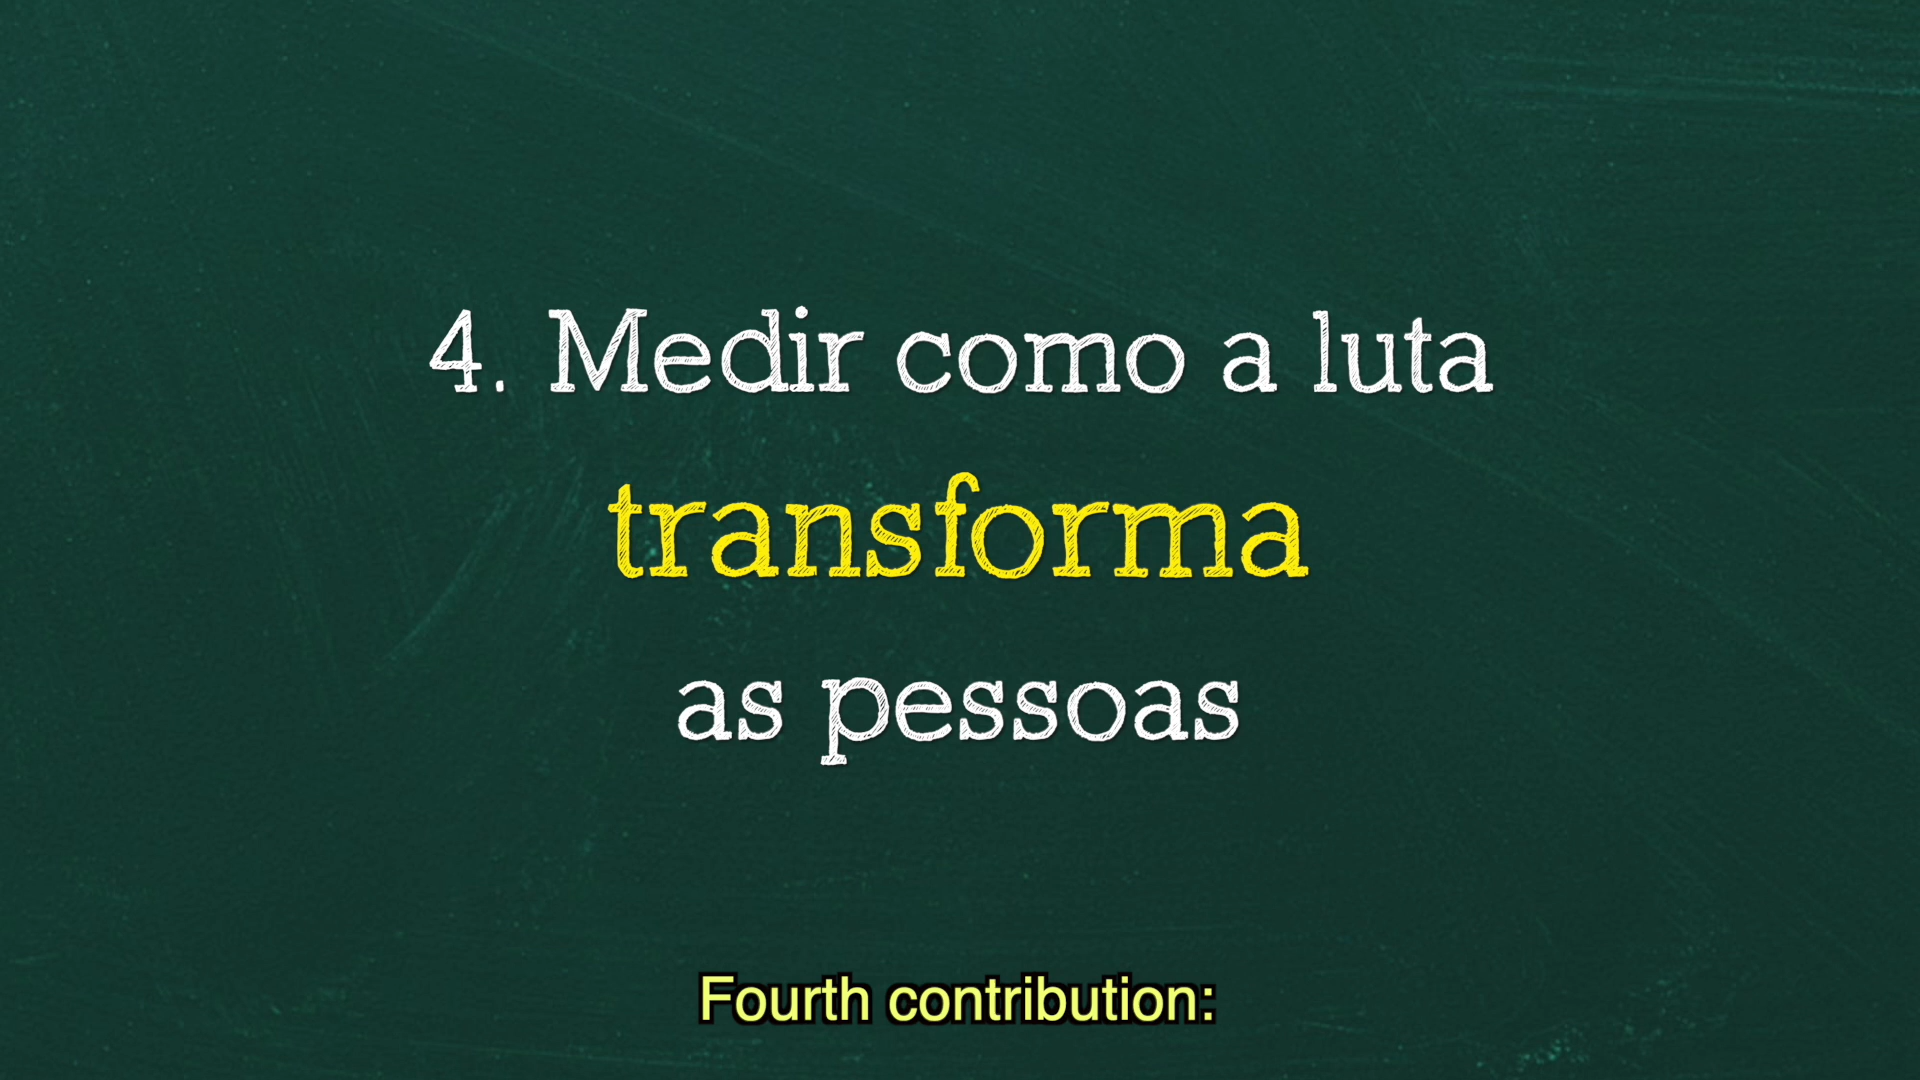 4. Medir como a luta
transforma
as pessoas
Fourth contribution: